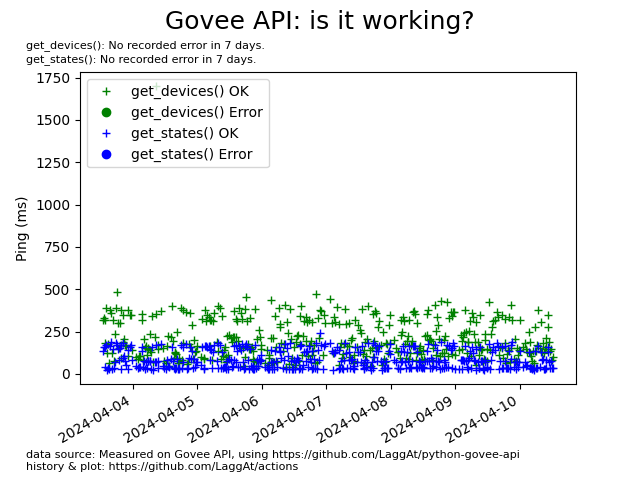 Govee API: is it working?
get_devices(): No recorded error in 7 days.
get_states(): No recorded error in 7 days.
get_devices() OK
get_devices() Error
get_states() OK
get_states() Error
Ping (ms)
1750
1500
1250
1000
750
500
250
0
2024-04-04
2024-04-05
2024-04-06
2024-04-07
2024-04-08
2024-04-09
2024-04-10
data source: Measured on Govee API, using https://github.com/LaggAt/python-govee-api
history & plot: https://github.com/LaggAt/actions